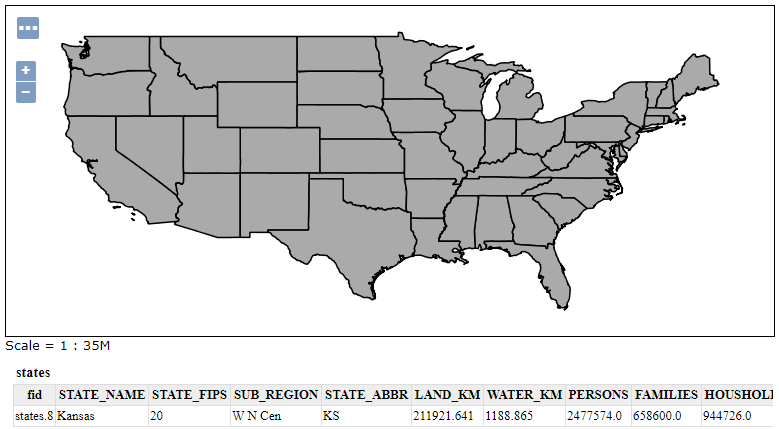 ...
+
−
Scale = 1 : 35M
states
fid STATE_NAME STATE_FIPS SUB_REGION STATE_ABBR LAND_KM WATER_KM PERSONS FAMILIES HOUSHOL
states.8 Kansas 20 W N Cen KS 211921.641 1188.865 2477574.0 658600.0 944726.0